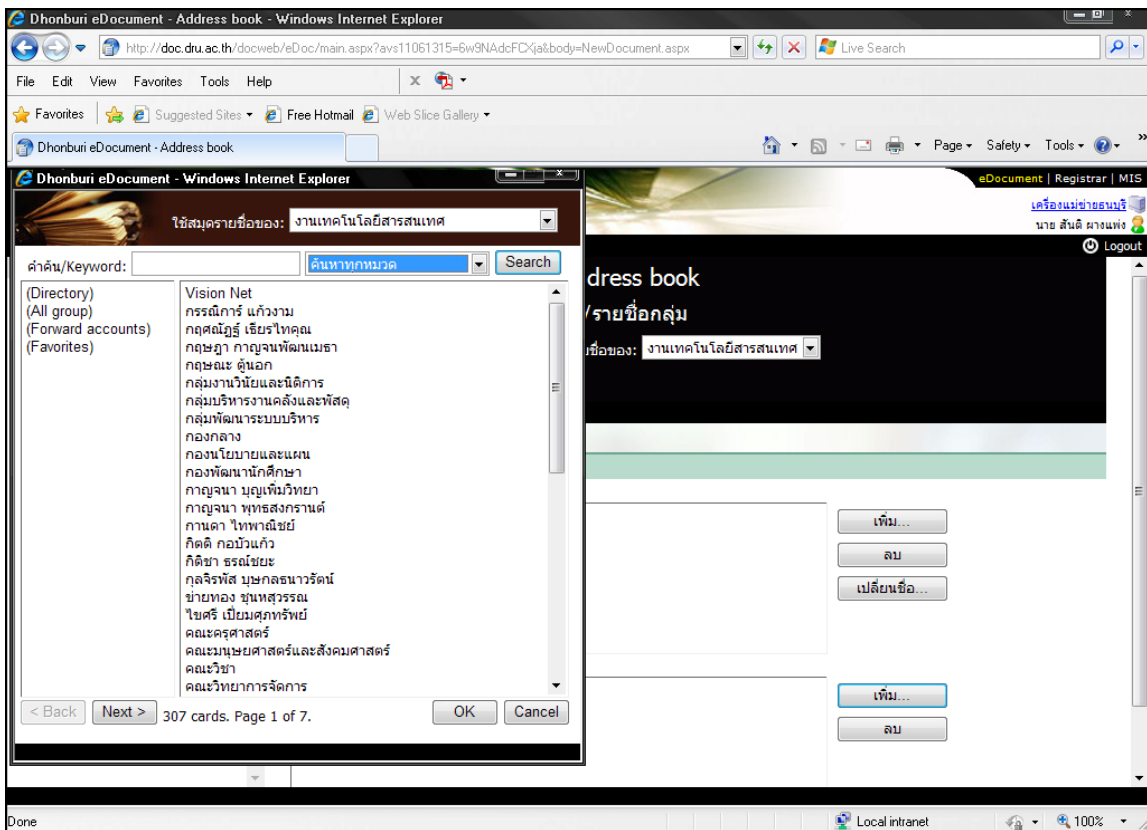 Dhonburi eDocument - Address book - Windows Internet Explorer
http://doc.dru.ac.th/docweb/eDoc/main.aspx?avs11061315=6w9NAdcFCXja&body=NewDocument.aspx
Live Search
File Edit View Favorites Tools Help
Favorites Suggested Sites Free Hotmail Web Slice Gallery
Dhonburi eDocument - Address book
Page Safety Tools
Dhonburi eDocument - Windows Internet Explorer
eDocument | Registrar | MIS
เครื่องแม่ข่ายธนบุรี
นาย สันติ ผางแพ่ง
Logout
ใช้สมุดรายชื่อของ: งานเทคโนโลยีสารสนเทศ
คำค้น/Keyword: ค้นหาทุกหมวด Search
(Directory)
(All group)
(Forward accounts)
(Favorites)
Vision Net
กรรณิการ์ แก้วงาม
กฤศณัฏฐ์ เธียรไทคุณ
กฤษฎา กาญจนพัฒนเมธา
กฤษณะ ตู้นอก
กลุ่มงานวินัยและนิติการ
กลุ่มบริหารงานคลังและพัสดุ
กลุ่มพัฒนาระบบบริหาร
กองกลาง
กองนโยบายและแผน
กองพัฒนานักศึกษา
กาญจนา บุญเพิ่มวิทยา
กาญจนา พุทธสงกรานต์
กานดา ไทพาณิชย์
กิตติ กอบัวแก้ว
กิติชา ธรณ์ชยะ
กุลจิรพัส บุษกลธนาวรัตน์
ข่ายทอง ชุนหสุวรรณ
ไขศรี เปี่ยมศุภทรัพย์
คณะครุศาสตร์
คณะมนุษยศาสตร์และสังคมศาสตร์
คณะวิชา
คณะวิทยาการจัดการ
< Back Next > 307 cards. Page 1 of 7. OK Cancel
dress book
/รายชื่อกลุ่ม
ชื่อของ: งานเทคโนโลยีสารสนเทศ
เพิ่ม...
ลบ
เปลี่ยนชื่อ...
เพิ่ม...
ลบ
Done Local intranet 100%